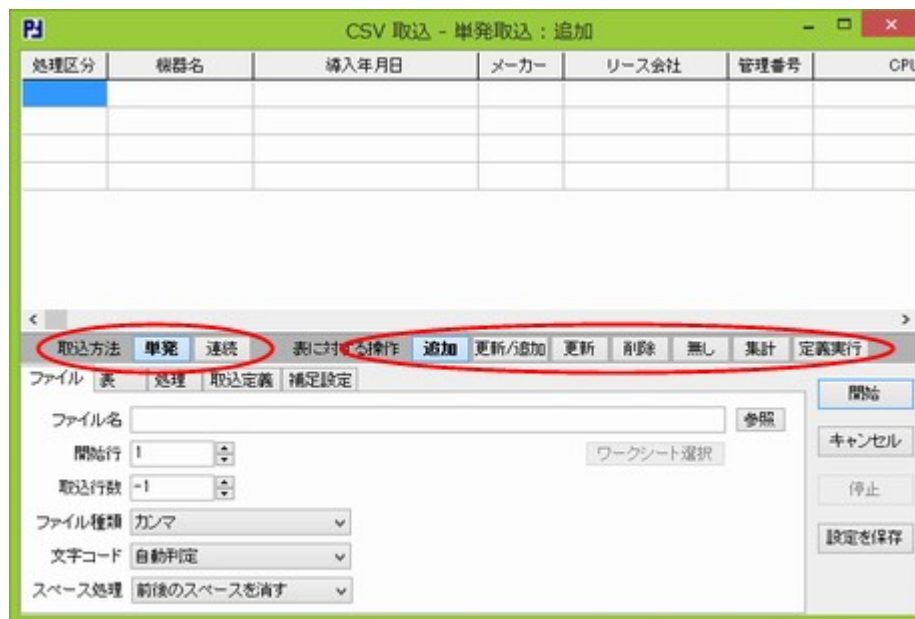 CSV 取込 - 単発取込 : 追加
処理区分 機器名 導入年月日 メーカー リース会社 管理番号 CPU
取込方法 単発 連続 表に対する操作 追加 更新/追加 更新 削除 無し 集計 定義実行
ファイル 表 処理 取込定義 補足設定
開始
ファイル名 参照
キャンセル
開始行 1 ワークシート選択
取込行数 -1 停止
ファイル種類 カンマ
設定を保存
文字コード 自動判定
スペース処理 前後のスペースを消す